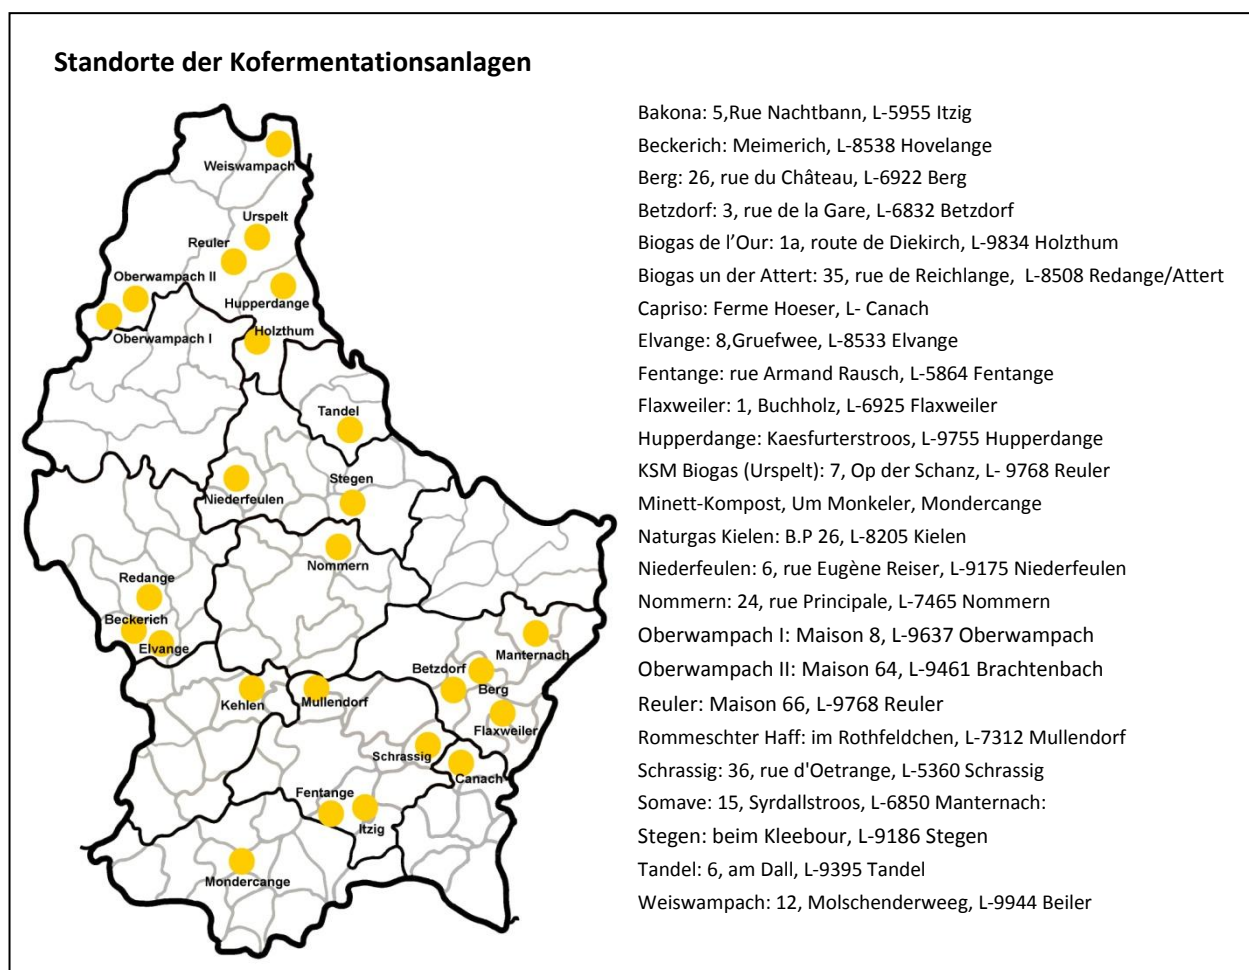 Standorte der Kofermentationsanlagen
Weiswampach
Urspelt
Reuler
Oberwampach II
Hupperdange
Oberwampach I
Holzthum
Tandel
Niederfeulen
Stegen
Nommern
Redange
Beckerich
Elvange
Manternach
Betzdorf
Berg
Kehlen
Mullendorf
Flaxweiler
Schrassig
Canach
Fentange
Itzig
Mondercange
Bakona: 5,Rue Nachtbann, L-5955 Itzig
Beckerich: Meimerich, L-8538 Hovelange
Berg: 26, rue du Château, L-6922 Berg
Betzdorf: 3, rue de la Gare, L-6832 Betzdorf
Biogas de l’Our: 1a, route de Diekirch, L-9834 Holzthum
Biogas un der Attert: 35, rue de Reichlange, L-8508 Redange/Attert
Capriso: Ferme Hoeser, L- Canach
Elvange: 8,Gruefwee, L-8533 Elvange
Fentange: rue Armand Rausch, L-5864 Fentange
Flaxweiler: 1, Buchholz, L-6925 Flaxweiler
Hupperdange: Kaesfurterstroos, L-9755 Hupperdange
KSM Biogas (Urspelt): 7, Op der Schanz, L- 9768 Reuler
Minett-Kompost, Um Monkeler, Mondercange
Naturgas Kielen: B.P 26, L-8205 Kielen
Niederfeulen: 6, rue Eugène Reiser, L-9175 Niederfeulen
Nommern: 24, rue Principale, L-7465 Nommern
Oberwampach I: Maison 8, L-9637 Oberwampach
Oberwampach II: Maison 64, L-9461 Brachtenbach
Reuler: Maison 66, L-9768 Reuler
Rommeschter Haff: im Rothfeldchen, L-7312 Mullendorf
Schrassig: 36, rue d'Oetrange, L-5360 Schrassig
Somave: 15, Syrdallstroos, L-6850 Manternach:
Stegen: beim Kleebour, L-9186 Stegen
Tandel: 6, am Dall, L-9395 Tandel
Weiswampach: 12, Molschenderweeg, L-9944 Beiler